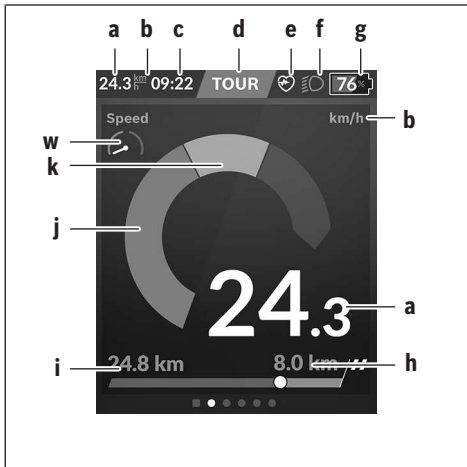 a b c d e f g
24.3 km/h 09:22 TOUR 76%
Speed km/h b
w
k
j
24.3 a
i 24.8 km 8.0 km h